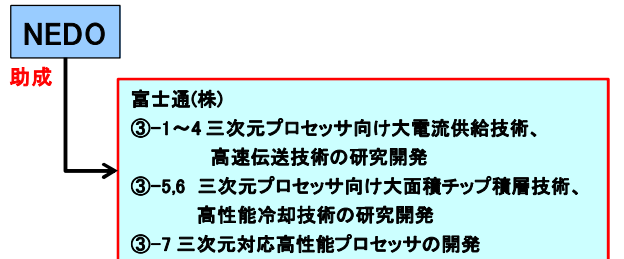 NEDO
助成
富士通(株)
③-1～4 三次元プロセッサ向け大電流供給技術、
高速伝送技術の研究開発
③-5,6 三次元プロセッサ向け大面積チップ積層技術、
高性能冷却技術の研究開発
③-7 三次元対応高性能プロセッサの開発